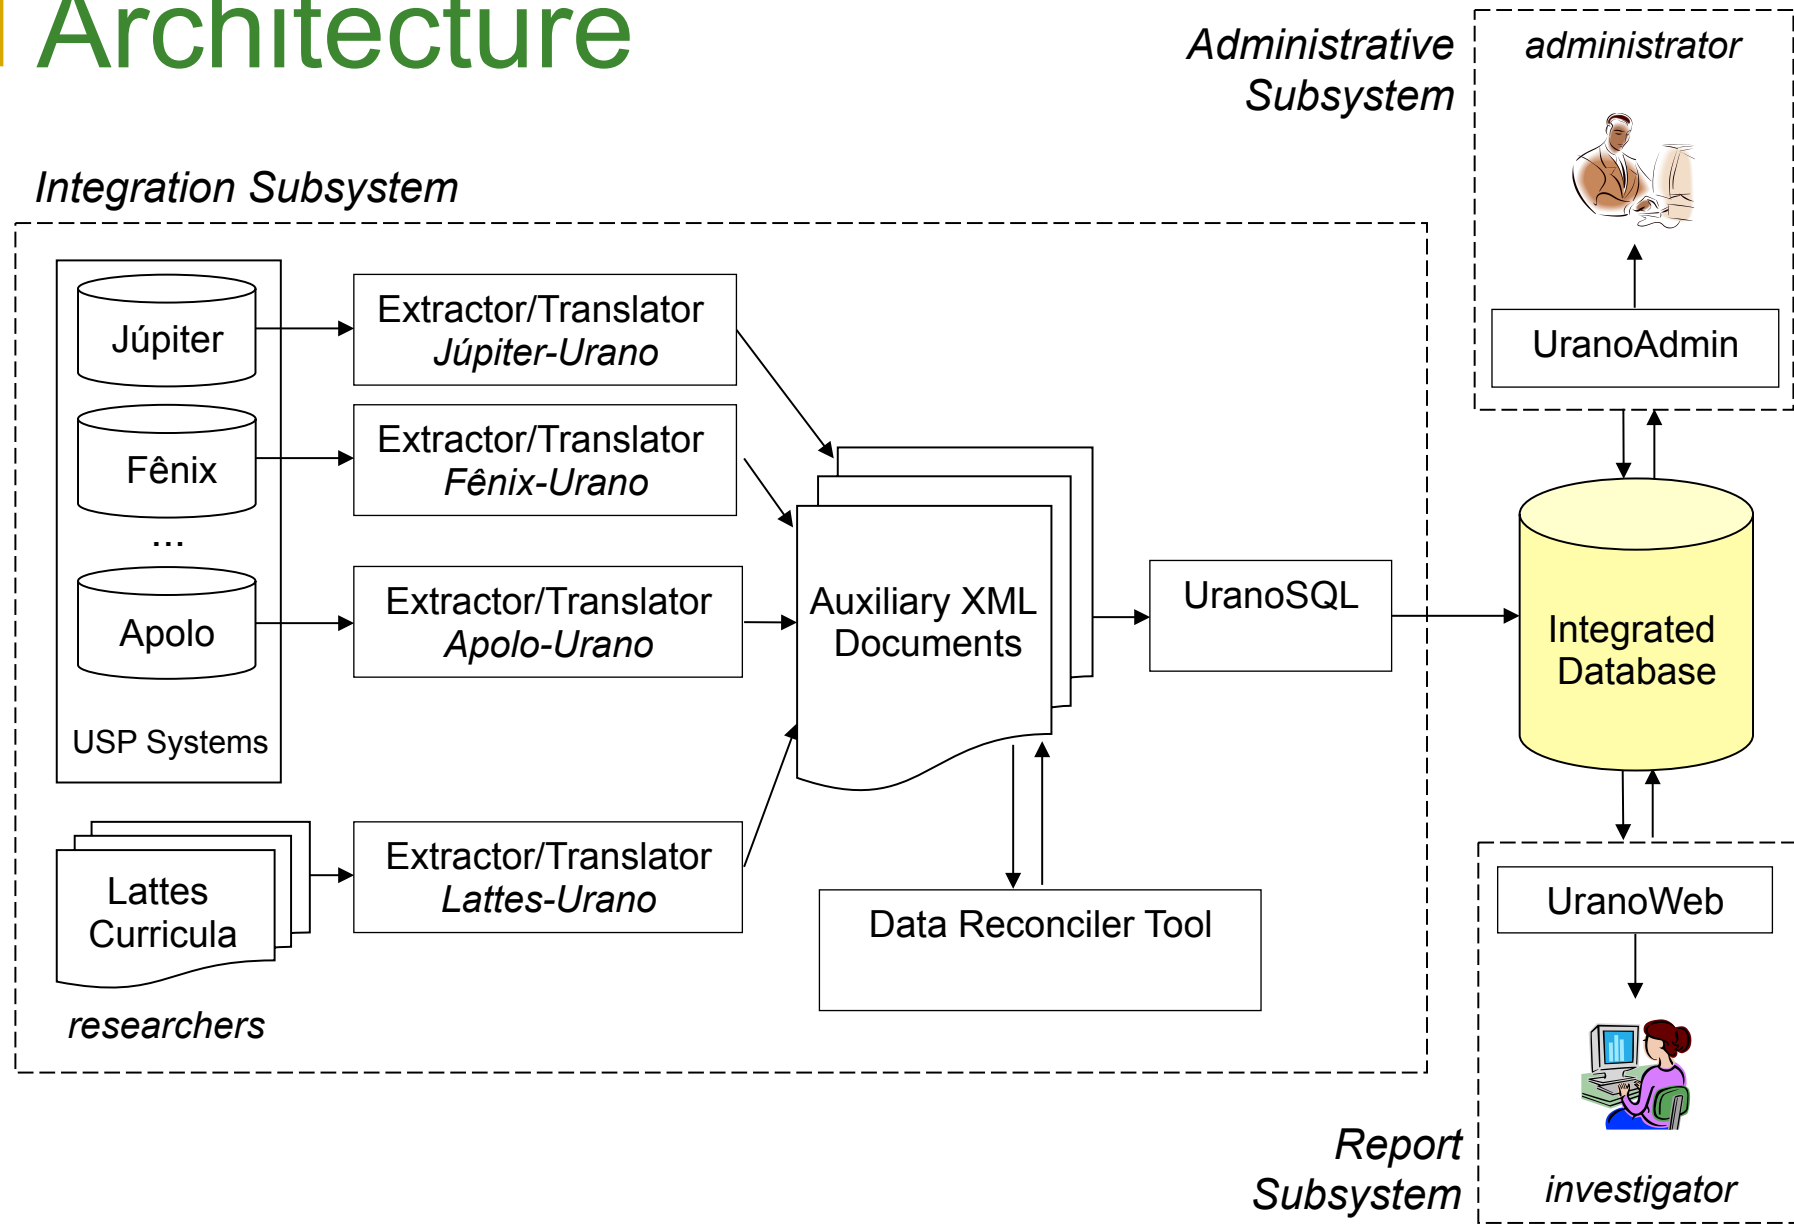 Architecture
Administrative
Subsystem
administrator
Integration Subsystem
Júpiter
Extractor/Translator
Júpiter-Urano
UranoAdmin
Fênix
Extractor/Translator
Fênix-Urano
...
Apolo
Extractor/Translator
Apolo-Urano
Auxiliary XML
Documents
UranoSQL
Integrated
Database
USP Systems
Lattes
Curricula
Extractor/Translator
Lattes-Urano
Data Reconciler Tool
UranoWeb
researchers
Report
Subsystem
investigator